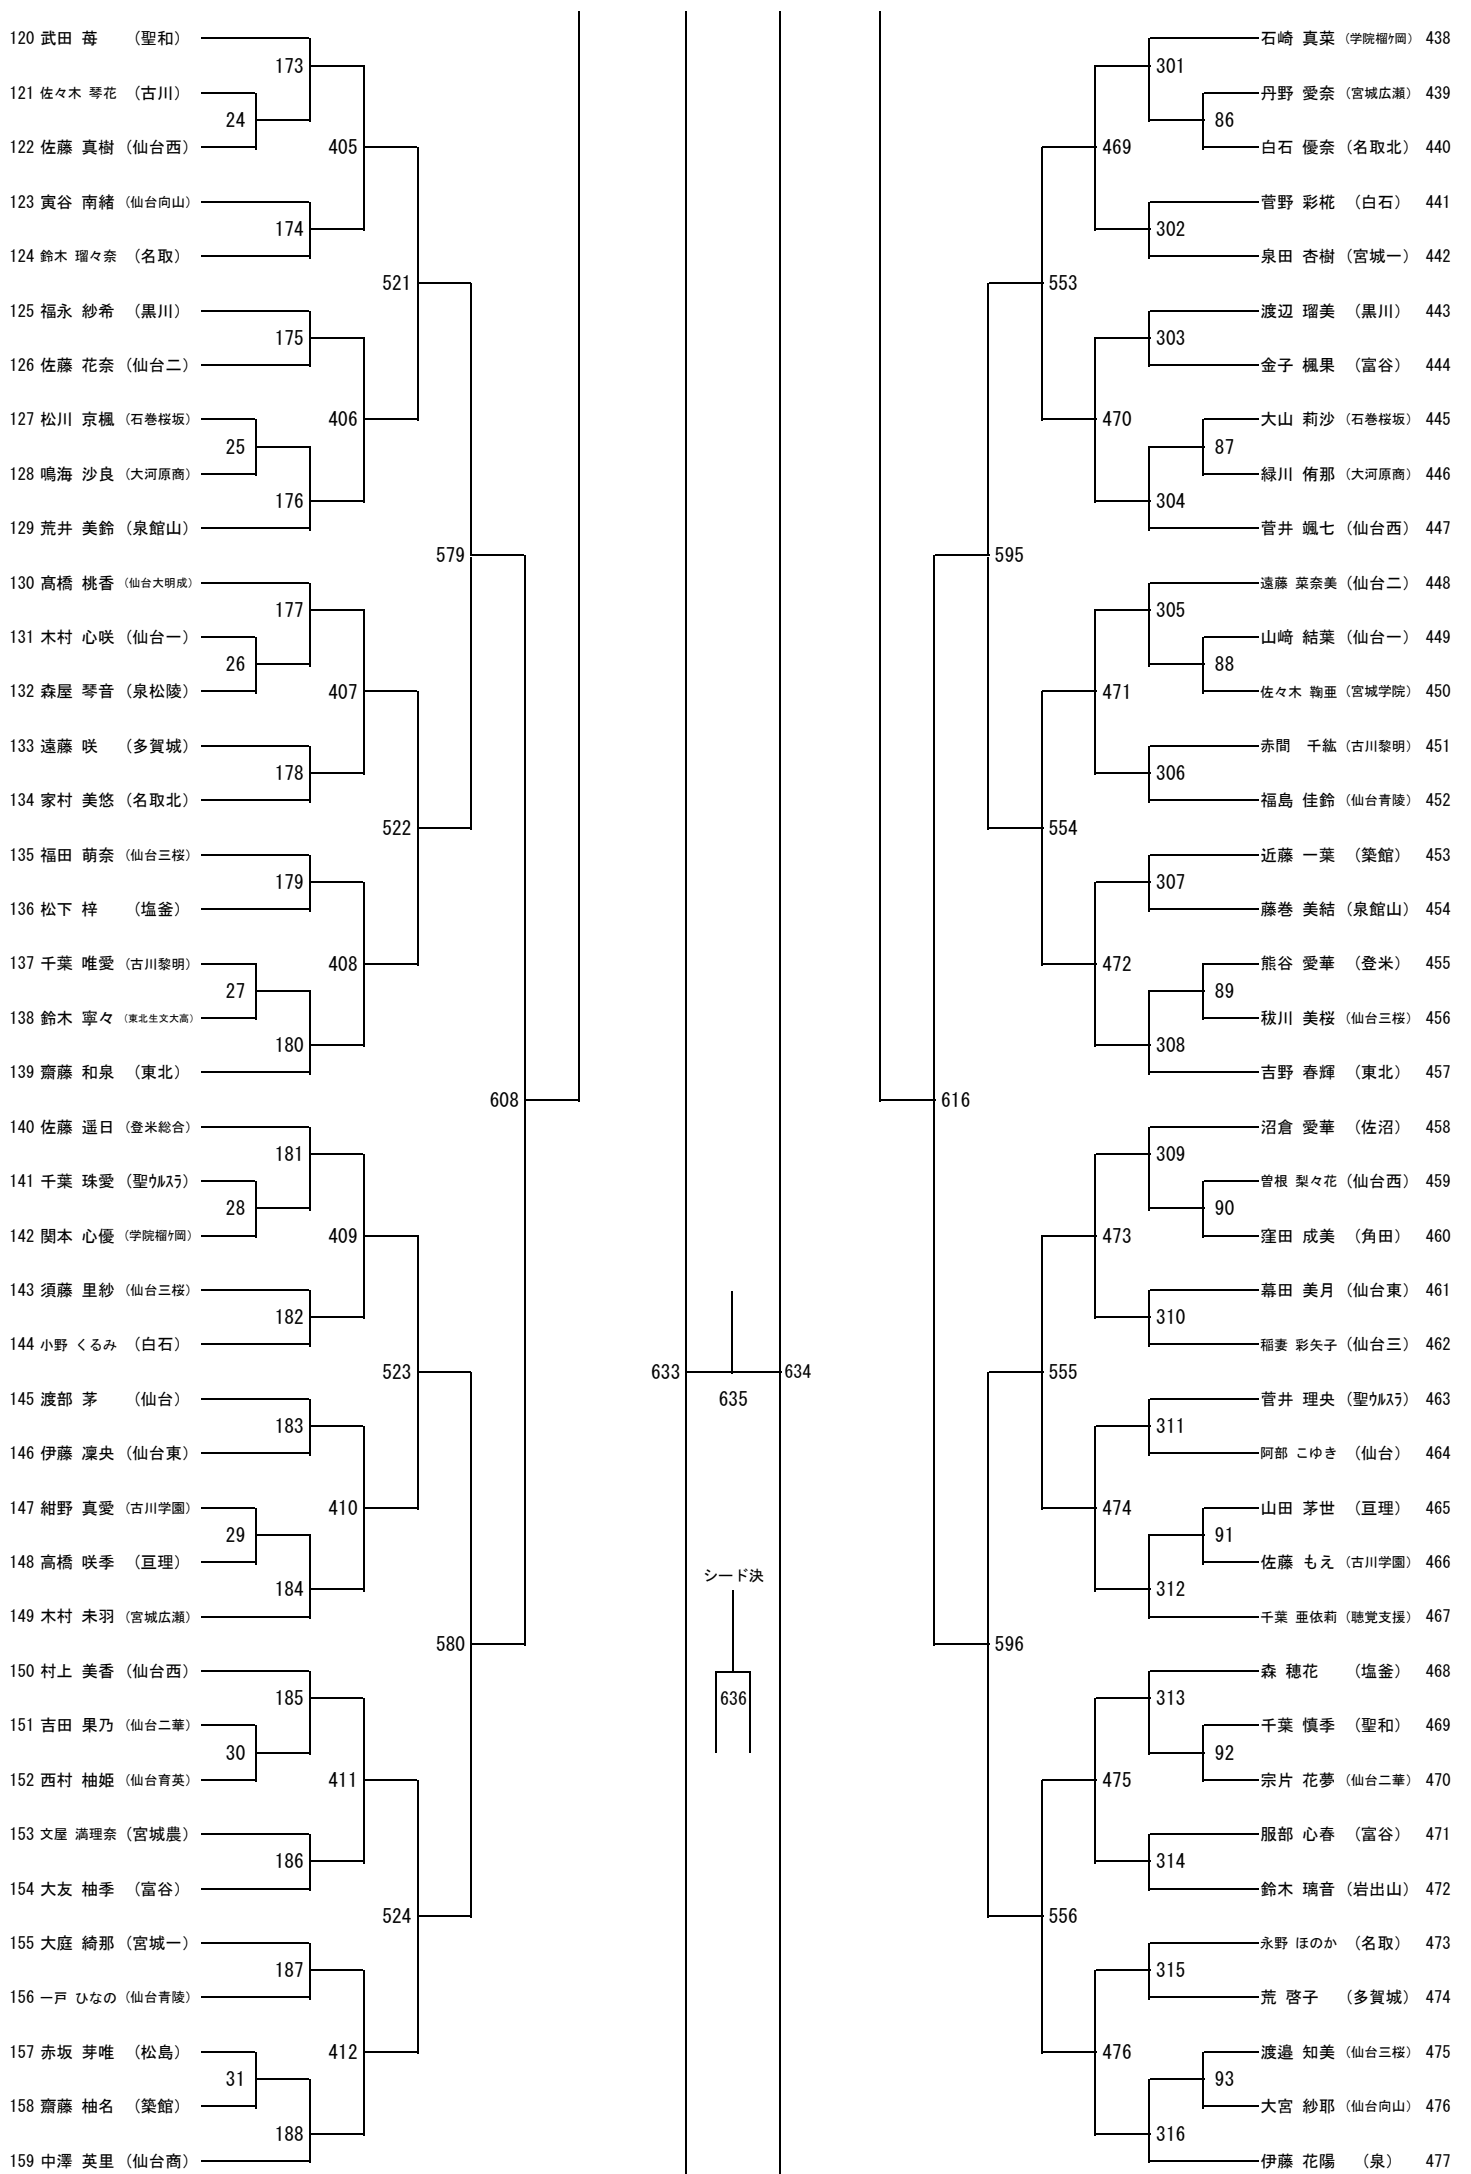 120 武田 苺 （聖和）
173
121 佐々木 琴花 （古川）
24
122 佐藤 真樹 （仙台西）
405
123 寅谷 南緒 （仙台向山）
174
124 鈴木 瑠々奈 （名取）
521
125 福永 紗希 （黒川）
175
126 佐藤 花奈 （仙台二）
127 松川 京楓 （石巻桜坂）
406
25
128 鳴海 沙良 （大河原商）
176
129 荒井 美鈴 （泉館山）
579
130 髙橋 桃香 （仙台大明成）
177
131 木村 心咲 （仙台一）
26
132 森屋 琴音 （泉松陵）
407
133 遠藤 咲 （多賀城）
178
134 家村 美悠 （名取北）
522
135 福田 萌奈 （仙台三桜）
179
136 松下 梓 （塩釜）
137 千葉 唯愛 （古川黎明）
408
27
138 鈴木 寧々 （東北生文大高）
180
139 齋藤 和泉 （東北）
608
140 佐藤 遥日 （登米総合）
181
141 千葉 珠愛 （聖ｳﾙｽﾗ）
28
142 関本 心優 （学院榴ｹ岡）
409
143 須藤 里紗 （仙台三桜）
182
144 小野 くるみ （白石）
523
145 渡部 茅 （仙台）
183
146 伊藤 凜央 （仙台東）
147 紺野 真愛 （古川学園）
410
29
148 高橋 咲季 （亘理）
184
149 木村 未羽 （宮城広瀬）
580
150 村上 美香 （仙台西）
185
151 吉田 果乃 （仙台二華）
30
152 西村 柚姫 （仙台育英）
411
153 文屋 満理奈 （宮城農）
186
154 大友 柚季 （富谷）
524
155 大庭 綺那 （宮城一）
187
156 一戸 ひなの （仙台青陵）
157 赤坂 芽唯 （松島）
412
31
158 齋藤 柚名 （築館）
188
159 中澤 英里 （仙台商）
633
634
635
シード決
636
石崎 真菜 （学院榴ｹ岡） 438
301
丹野 愛奈 （宮城広瀬） 439
86
白石 優奈 （名取北） 440
469
菅野 彩椛 （白石） 441
302
泉田 杏樹 （宮城一） 442
553
渡辺 瑠美 （黒川） 443
303
金子 楓果 （富谷） 444
大山 莉沙 （石巻桜坂） 445
470
87
緑川 侑那 （大河原商） 446
304
菅井 颯七 （仙台西） 447
595
遠藤 菜奈美 （仙台二） 448
305
山﨑 結葉 （仙台一） 449
88
佐々木 鞠亜 （宮城学院） 450
471
赤間 千紘 （古川黎明） 451
306
福島 佳鈴 （仙台青陵） 452
554
近藤 一葉 （築館） 453
307
藤巻 美結 （泉館山） 454
熊谷 愛華 （登米） 455
472
89
秡川 美桜 （仙台三桜） 456
308
吉野 春輝 （東北） 457
616
沼倉 愛華 （佐沼） 458
309
曽根 梨々花 （仙台西） 459
90
窪田 成美 （角田） 460
473
幕田 美月 （仙台東） 461
310
稲妻 彩矢子 （仙台三） 462
555
菅井 理央 （聖ｳﾙｽﾗ） 463
311
阿部 こゆき （仙台） 464
山田 茅世 （亘理） 465
474
91
佐藤 もえ （古川学園） 466
312
千葉 亜依莉 （聴覚支援） 467
596
森 穂花 （塩釜） 468
313
千葉 慎季 （聖和） 469
92
宗片 花夢 （仙台二華） 470
475
服部 心春 （富谷） 471
314
鈴木 璃音 （岩出山） 472
556
永野 ほのか （名取） 473
315
荒 啓子 （多賀城） 474
渡邉 知美 （仙台三桜） 475
476
93
大宮 紗耶 （仙台向山） 476
316
伊藤 花陽 （泉） 477